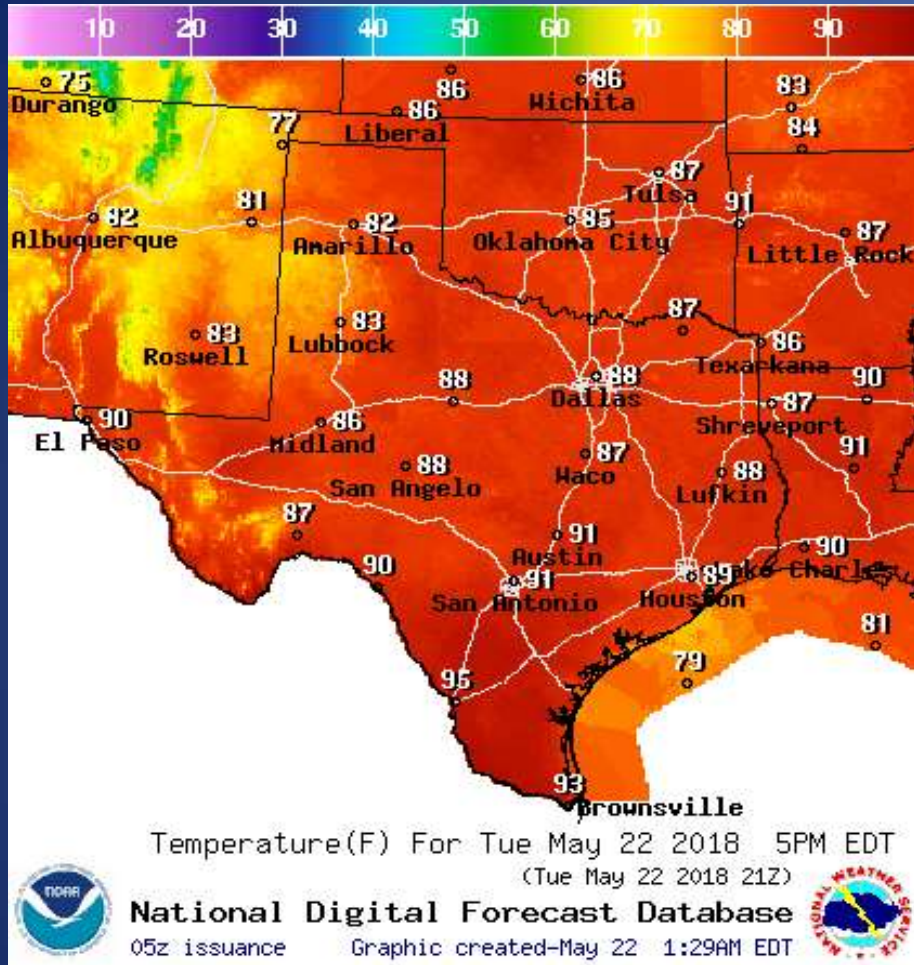 10 20 30 40 50 60 70 80 90
75
Durango
86
86
Wichita
86
Liberal
83
84
77
87
Tulsa
82
Albuquerque
81
82
Amarillo
85
Oklahoma City
91
87
Little Rock
83
Roswell
83
Lubbock
87
86
Texarkana
88
88
Dallas
90
87
Shreveport
90
El Paso
86
Midland
88
San Angelo
87
Waco
88
Lufkin
91
87
91
Austin
90
Lake Charles
90
91
San Antonio
89
Houston
81
79
95
93
Brownsville
Temperature(F) For Tue May 22 2018 5PM EDT
(Tue May 22 2018 21Z)
National Digital Forecast Database
05z issuance Graphic created-May 22 1:29AM EDT
NOAA
NATIONAL WEATHER SERVICE